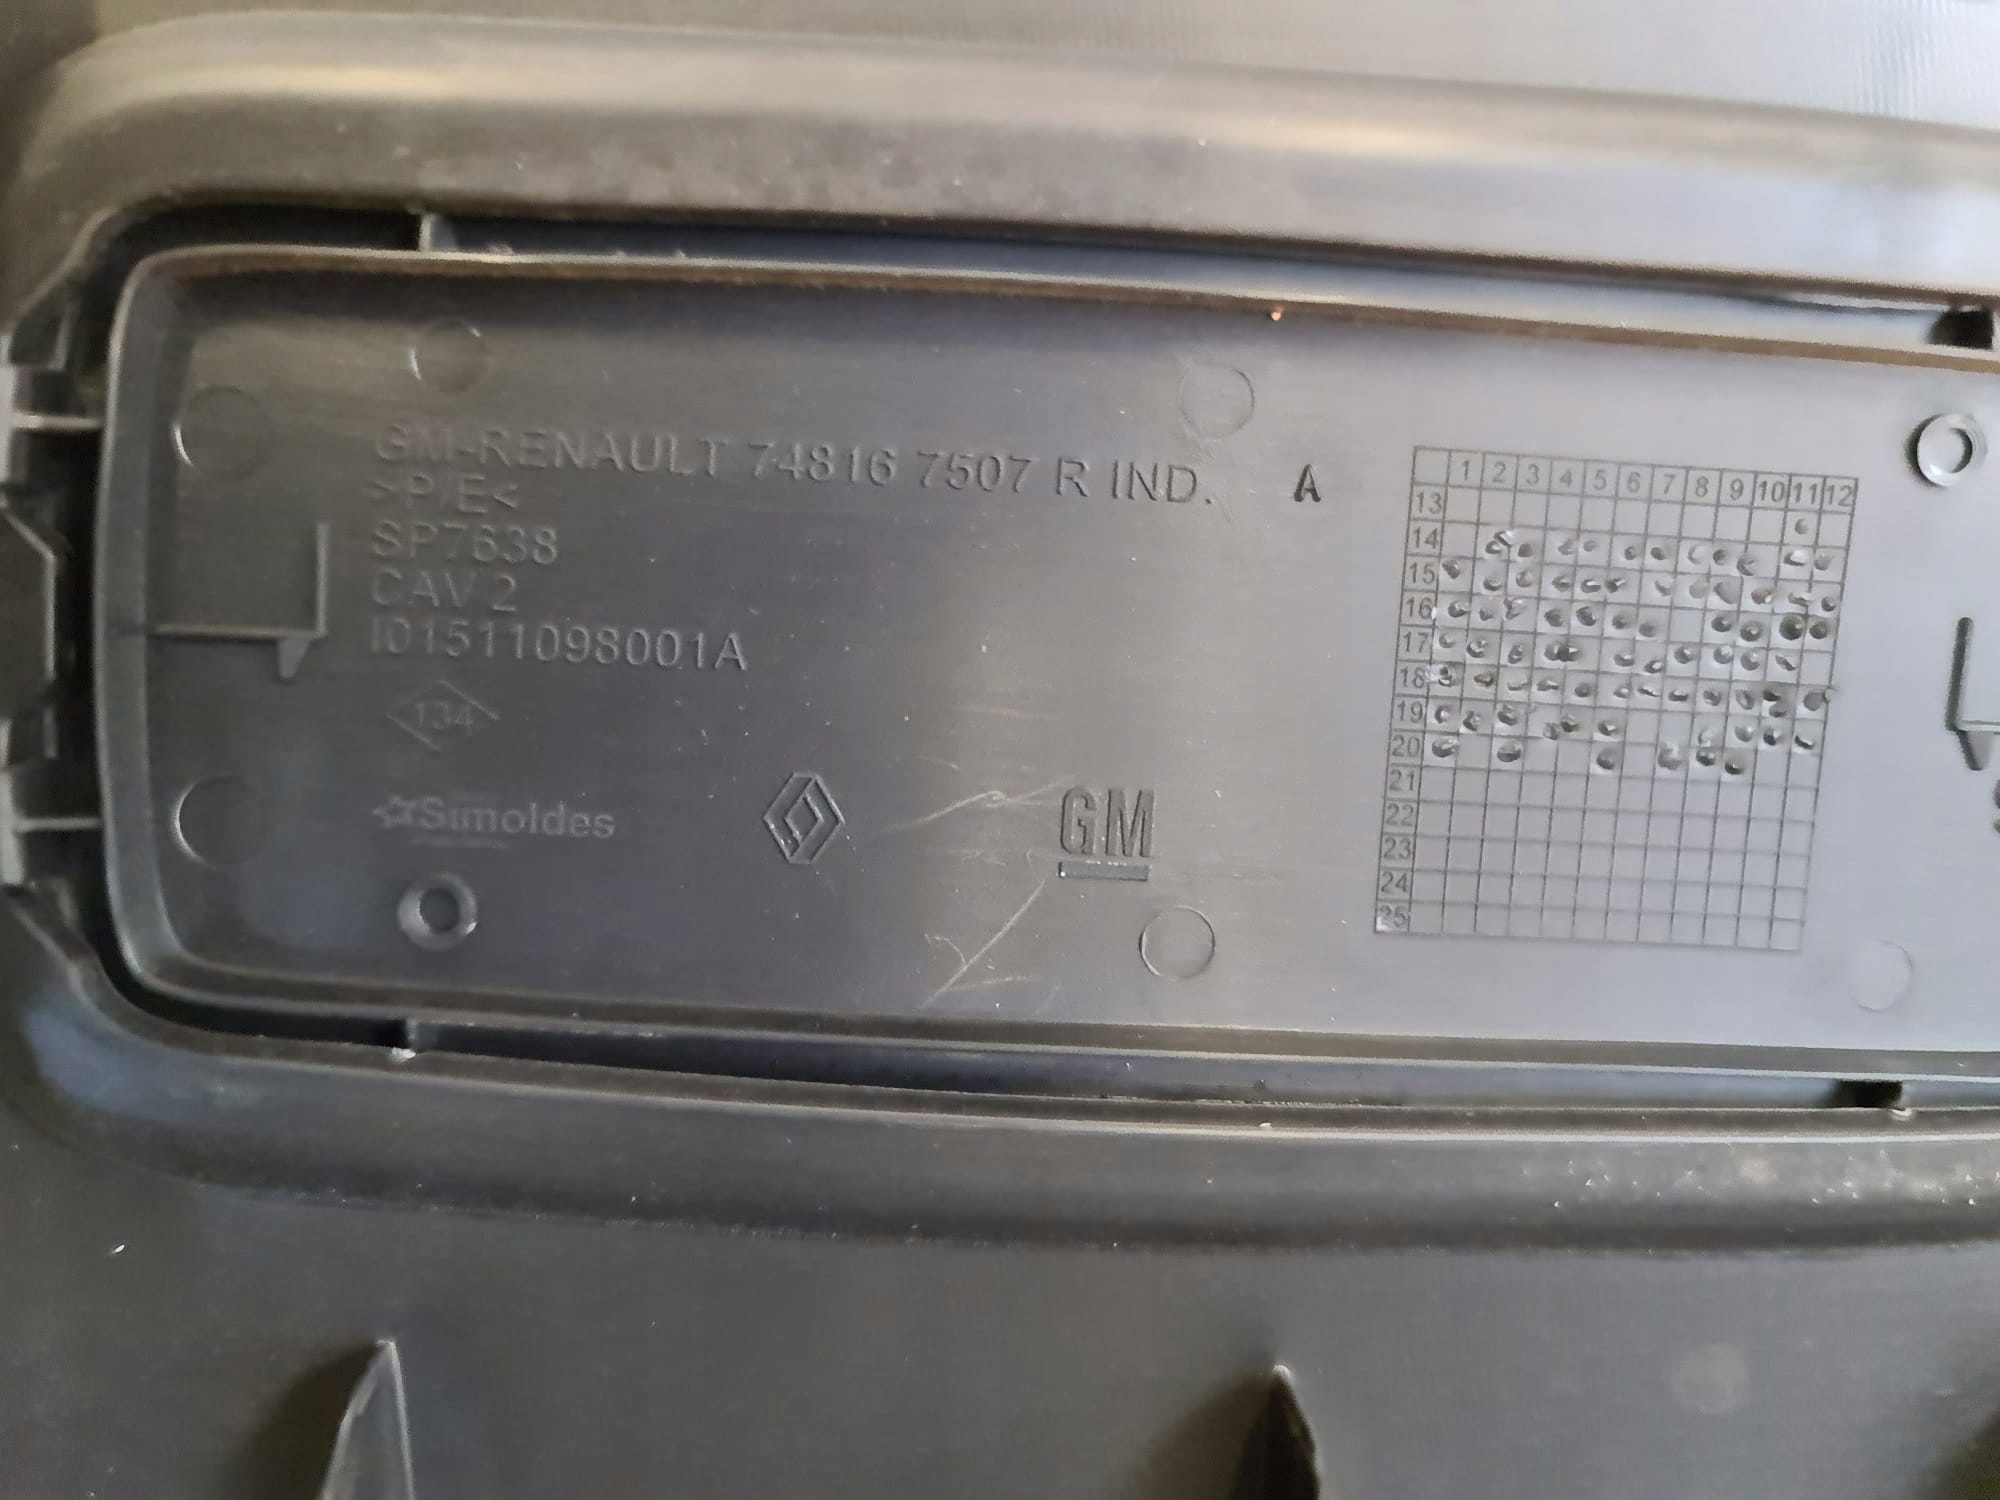 GM-RENAULT 74816 7507 R IND. A
>P/E<
SP7638
CAV 2
I01511098001A
134
Simoldes
GM
1 2 3 4 5 6 7 8 9 10 11 12
13
14
15
16
17
18
19
20
21
22
23
24
25